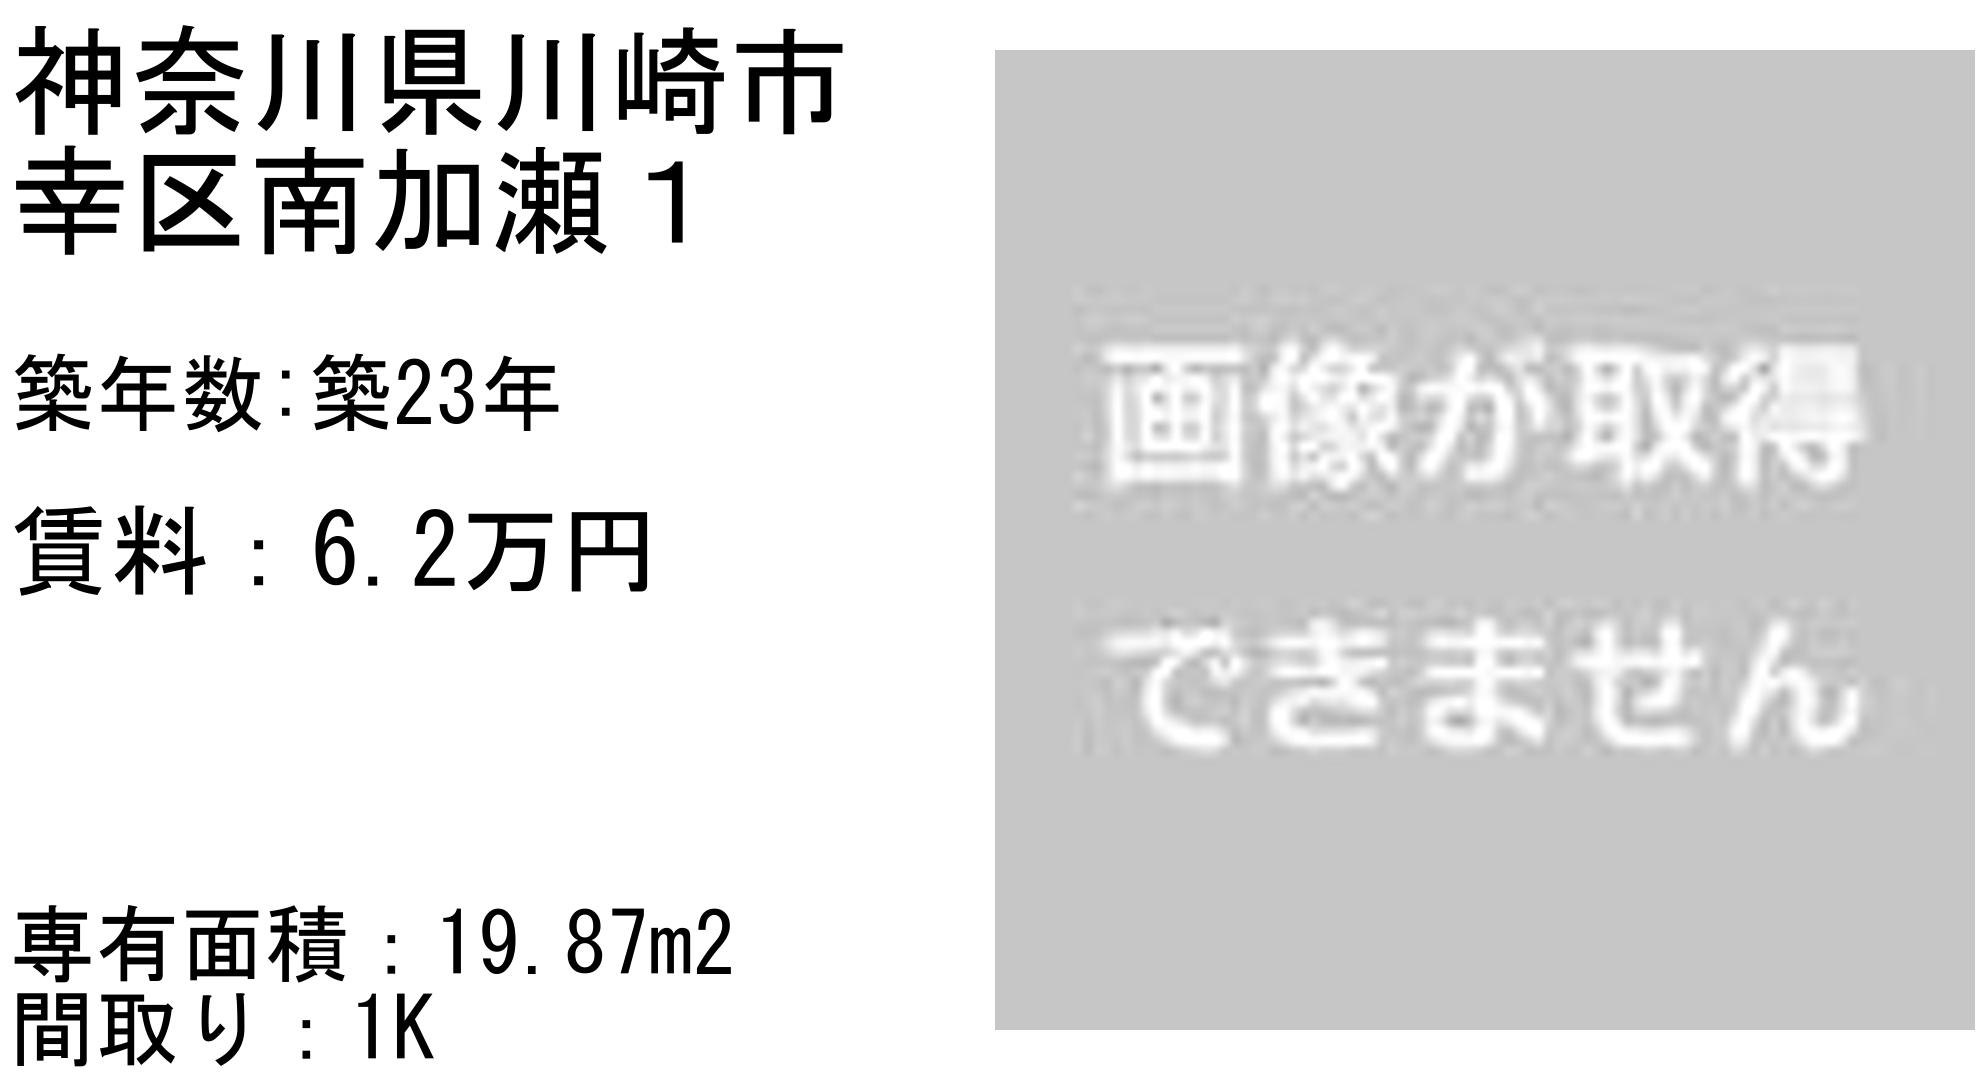 神奈川県川崎市
幸区南加瀬１
築年数:築23年
賃料：6.2万円
専有面積：19.87m2
間取り：1K
画像が取得
できません